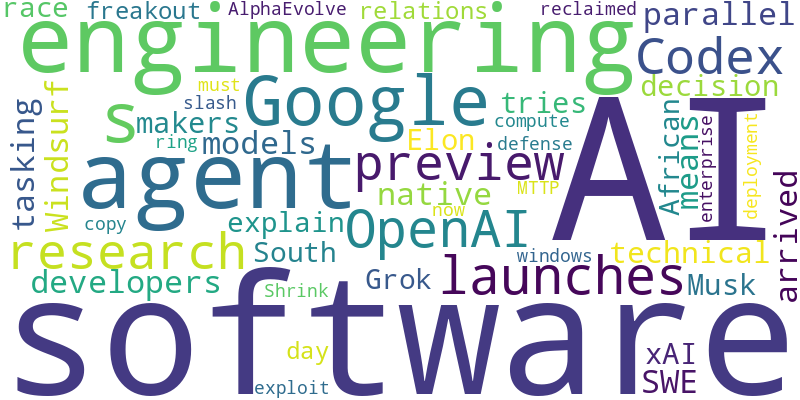 race
freakout
AlphaEvolve
relations
reclaimed
parallel
engineering
Codex
must
slash
Google
tries
decision
s
makers
ring
models
Elon
compute
defense
tasking
Windsurf
African
means
enterprise
deployment
AI
agent
preview
native
MTTP
now
copy
explain
OpenAI
research
South
windows
technical
arrived
developers
Shrink
Grok
launches
Musk
software
day
exploit
xAI
SWE